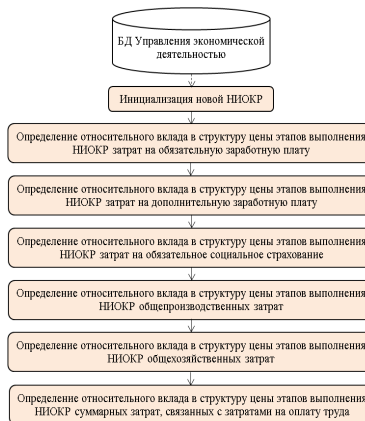 БД Управления экономической
деятельностью
Инициализация новой НИОКР
Определение относительного вклада в структуру цены этапов выполнения
НИОКР затрат на обязательную заработную плату
Определение относительного вклада в структуру цены этапов выполнения
НИОКР затрат на дополнительную заработную плату
Определение относительного вклада в структуру цены этапов выполнения
НИОКР затрат на обязательное социальное страхование
Определение относительного вклада в структуру цены этапов выполнения
НИОКР общепроизводственных затрат
Определение относительного вклада в структуру цены этапов выполнения
НИОКР общехозяйственных затрат
Определение относительного вклада в структуру цены этапов выполнения
НИОКР суммарных затрат, связанных с затратами на оплату труда